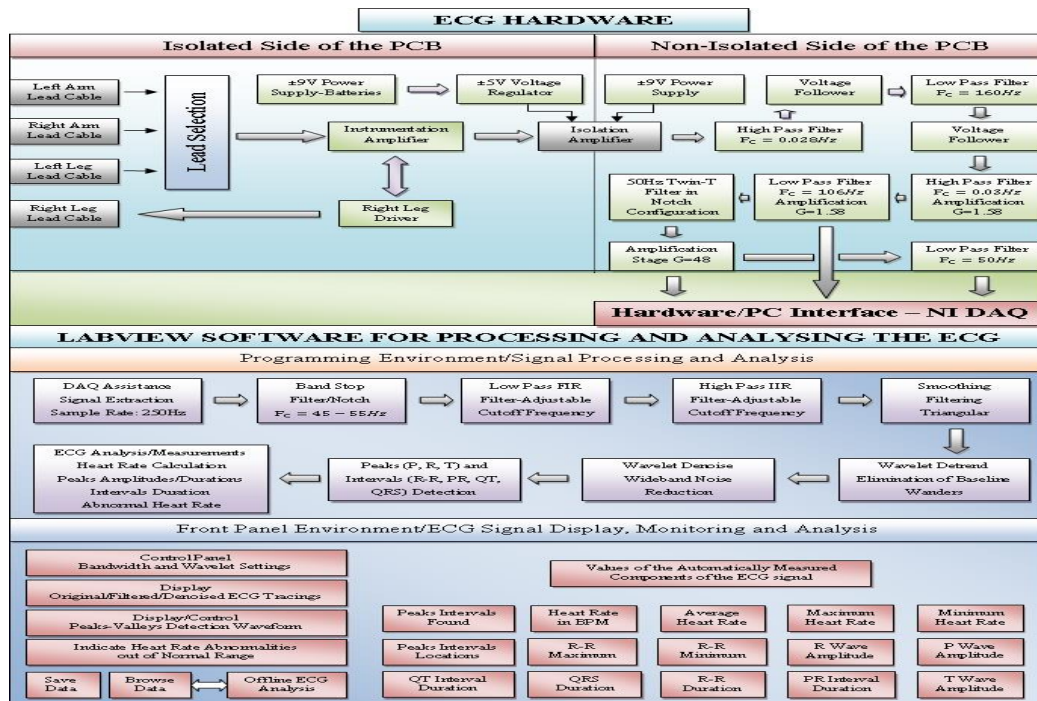 ECG HARDWARE
Isolated Side of the PCB
Non-Isolated Side of the PCB
Left Arm
Lead Cable
Right Arm
Lead Cable
Left Leg
Lead Cable
Right Leg
Lead Cable
Lead Selection
±9V Power
Supply-Batteries
±5V Voltage
Regulator
Instrumentation
Amplifier
Right Leg
Driver
Isolation
Amplifier
±9V Power
Supply
High Pass Filter
F_C = 0.028Hz
Voltage
Follower
Low Pass Filter
F_C = 160Hz
Voltage
Follower
High Pass Filter
F_C = 0.03Hz
Amplification
G=1.58
Low Pass Filter
F_C = 106Hz
Amplification
G=1.58
50Hz Twin-T
Filter in
Notch
Configuration
Amplification
Stage G=48
Low Pass Filter
F_C = 50Hz
Hardware/PC Interface – NI DAQ
LABVIEW SOFTWARE FOR PROCESSING AND ANALYSING THE ECG
Programming Environment/Signal Processing and Analysis
DAQ Assistance
Signal Extraction
Sample Rate: 250Hz
Band Stop
Filter/Notch
F_C = 45 – 55Hz
Low Pass FIR
Filter-Adjustable
Cutoff Frequency
High Pass IIR
Filter-Adjustable
Cutoff Frequency
Smoothing
Filtering
Triangular
Wavelet Detrend
Elimination of Baseline
Wanders
Wavelet Denoise
Wideband Noise
Reduction
Peaks (P, R, T) and
Intervals (R-R, PR, QT,
QRS) Detection
ECG Analysis/Measurements
Heart Rate Calculation
Peaks Amplitudes/Durations
Intervals Duration
Abnormal Heart Rate
Front Panel Environment/ECG Signal Display, Monitoring and Analysis
Control Panel
Bandwidth and Wavelet Settings
Display
Original/Filtered/Denoised ECG Tracings
Display/Control
Peaks-Valleys Detection Waveform
Indicate Heart Rate Abnormalities
out of Normal Range
Save
Data
Browse
Data
Offline ECG
Analysis
Values of the Automatically Measured
Components of the ECG signal
Peaks Intervals
Found
Heart Rate
in BPM
Average
Heart Rate
Maximum
Heart Rate
Minimum
Heart Rate
Peaks Intervals
Locations
R-R
Maximum
R-R
Minimum
R Wave
Amplitude
P Wave
Amplitude
QT Interval
Duration
QRS
Duration
R-R
Duration
PR Interval
Duration
T Wave
Amplitude